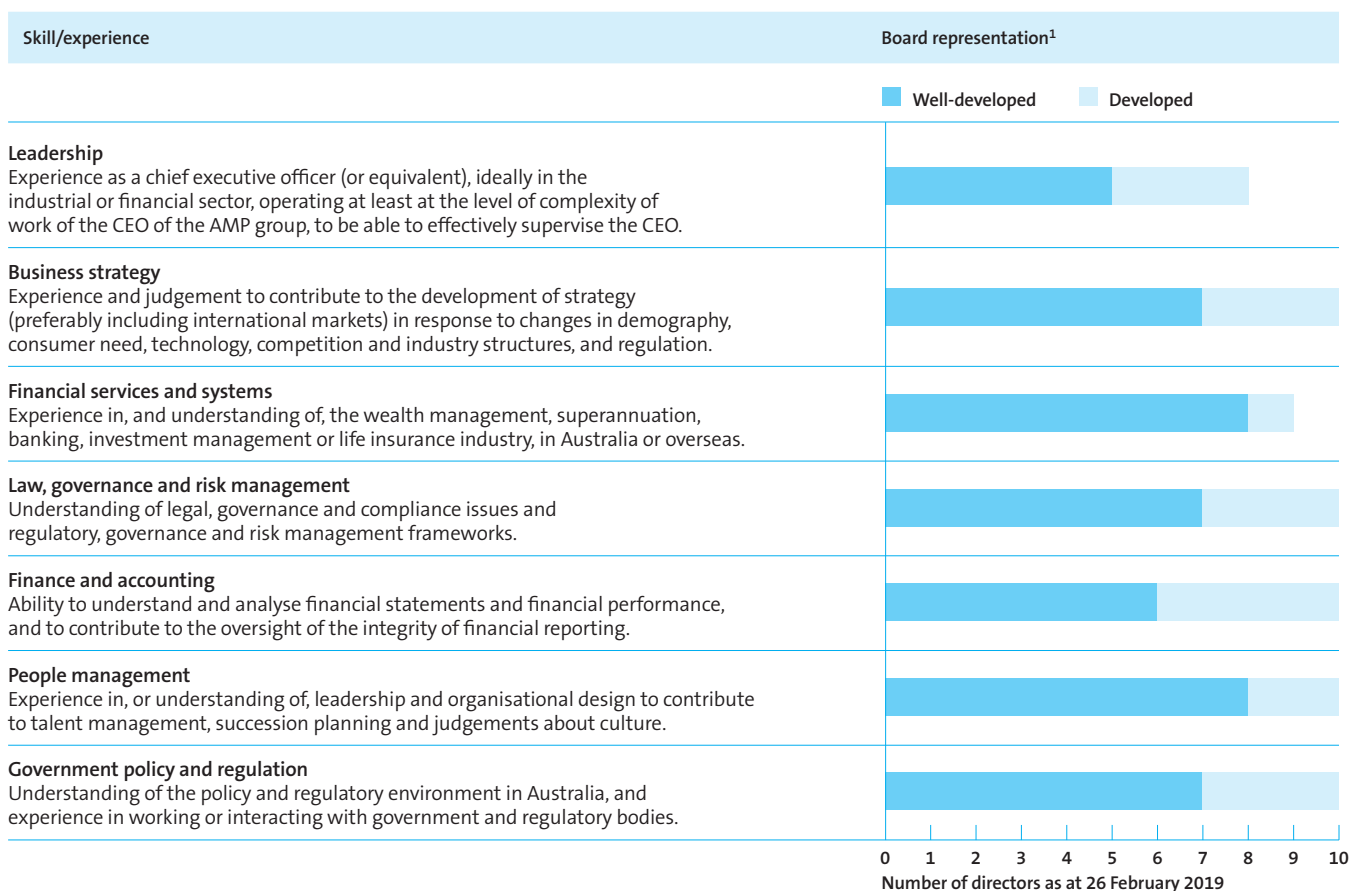 Skill/experience Board representation¹
Well-developed Developed
Leadership
Experience as a chief executive officer (or equivalent), ideally in the
industrial or financial sector, operating at least at the level of complexity of
work of the CEO of the AMP group, to be able to effectively supervise the CEO.
Business strategy
Experience and judgement to contribute to the development of strategy
(preferably including international markets) in response to changes in demography,
consumer need, technology, competition and industry structures, and regulation.
Financial services and systems
Experience in, and understanding of, the wealth management, superannuation,
banking, investment management or life insurance industry, in Australia or overseas.
Law, governance and risk management
Understanding of legal, governance and compliance issues and
regulatory, governance and risk management frameworks.
Finance and accounting
Ability to understand and analyse financial statements and financial performance,
and to contribute to the oversight of the integrity of financial reporting.
People management
Experience in, or understanding of, leadership and organisational design to contribute
to talent management, succession planning and judgements about culture.
Government policy and regulation
Understanding of the policy and regulatory environment in Australia, and
experience in working or interacting with government and regulatory bodies.
0 1 2 3 4 5 6 7 8 9 10
Number of directors as at 26 February 2019